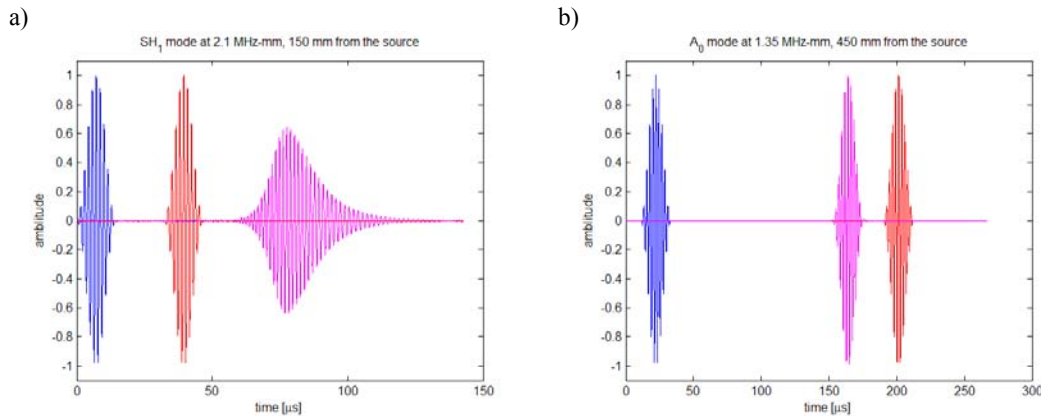 a)
SH₁ mode at 2.1 MHz-mm, 150 mm from the source
1
0.8
0.6
0.4
0.2
0
-0.2
-0.4
-0.6
-0.8
-1
amblitude
0 50 100 150
time [µs]
b)
A₀ mode at 1.35 MHz-mm, 450 mm from the source
1
0.8
0.6
0.4
0.2
0
-0.2
-0.4
-0.6
-0.8
-1
amblitude
0 50 100 150 200 250 300
time [µs]